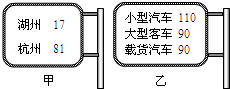 湖州 17
杭州 81
甲
小型汽车 110
大型客车 90
载货汽车 90
乙